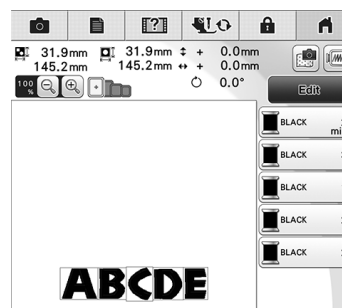 ?
31.9mm 31.9mm + 0.0mm
145.2mm 145.2mm + 0.0mm
100 % 0.0°
Edit
BLACK
mi
BLACK
BLACK
BLACK
BLACK
ABCDE